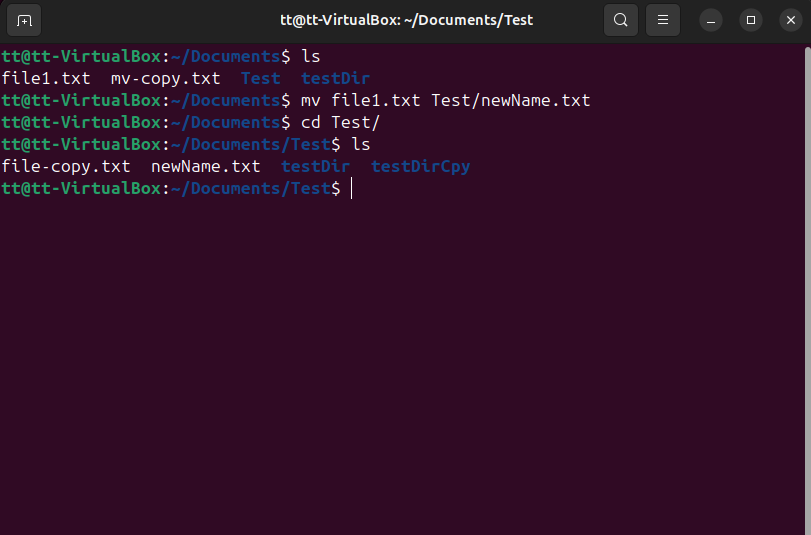 tt@tt-VirtualBox: ~/Documents/Test
tt@tt-VirtualBox:~/Documents$ ls
file1.txt  mv-copy.txt  Test  testDir
tt@tt-VirtualBox:~/Documents$ mv file1.txt Test/newName.txt
tt@tt-VirtualBox:~/Documents$ cd Test/
tt@tt-VirtualBox:~/Documents/Test$ ls
file-copy.txt  newName.txt  testDir  testDirCpy
tt@tt-VirtualBox:~/Documents/Test$